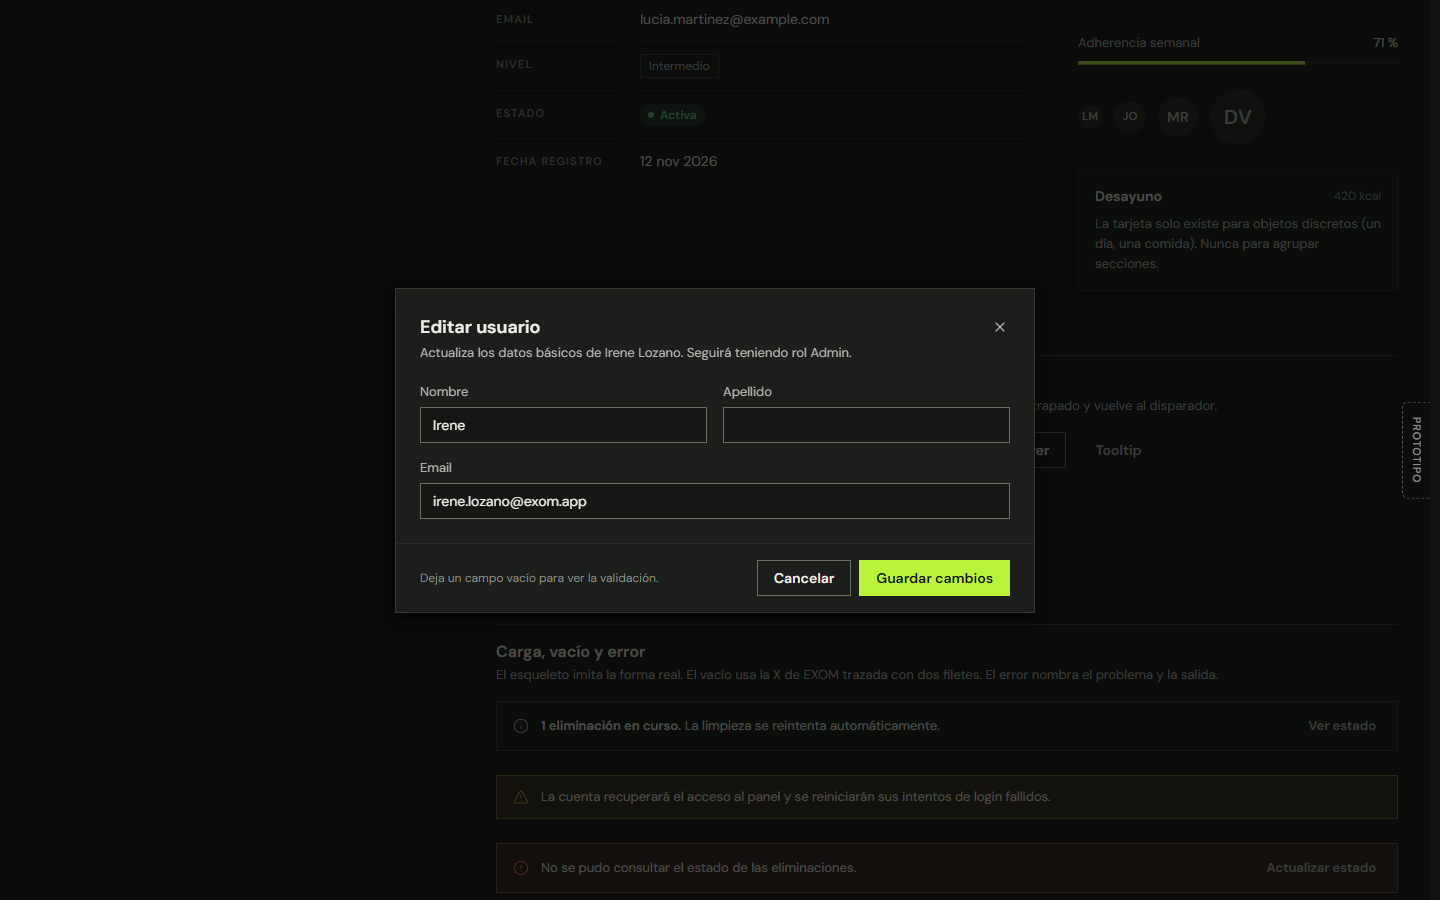 EMAIL
lucia.martinez@example.com
NIVEL
Intermedio
ESTADO
Activa
FECHA REGISTRO
12 nov 2026
Adherencia semanal
71 %
LM
JO
MR
DV
Desayuno
420 kcal
La tarjeta solo existe para objetos discretos (un
día, una comida). Nunca para agrupar
secciones.
Editar usuario
Actualiza los datos básicos de Irene Lozano. Seguirá teniendo rol Admin.
Nombre
Apellido
Irene
Email
irene.lozano@exom.app
Deja un campo vacío para ver la validación.
Cancelar
Guardar cambios
trapado y vuelve al disparador.
er
Tooltip
PROTOTIPO
Carga, vacío y error
El esqueleto imita la forma real. El vacío usa la X de EXOM trazada con dos filetes. El error nombra el problema y la salida.
1 eliminación en curso. La limpieza se reintenta automáticamente.
Ver estado
La cuenta recuperará el acceso al panel y se reiniciarán sus intentos de login fallidos.
No se pudo consultar el estado de las eliminaciones.
Actualizar estado